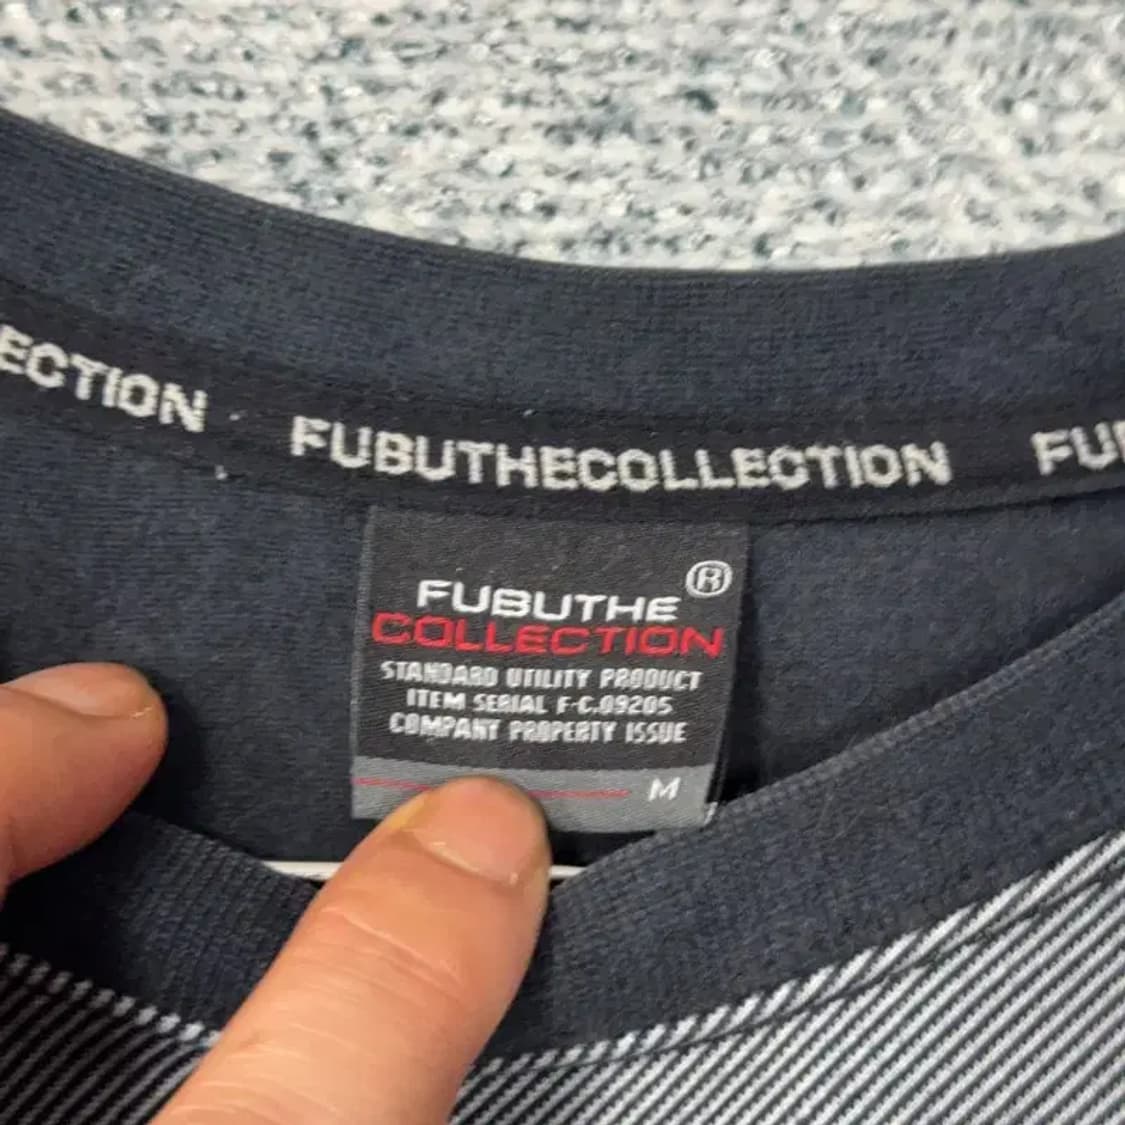 ECTION
FUBUTHECOLLECTION
FU
FUBUTHE ®
COLLECTION
STANDARD UTILITY PRODUCT
ITEM SERIAL F-C.09205
COMPANY PROPERTY ISSUE
M